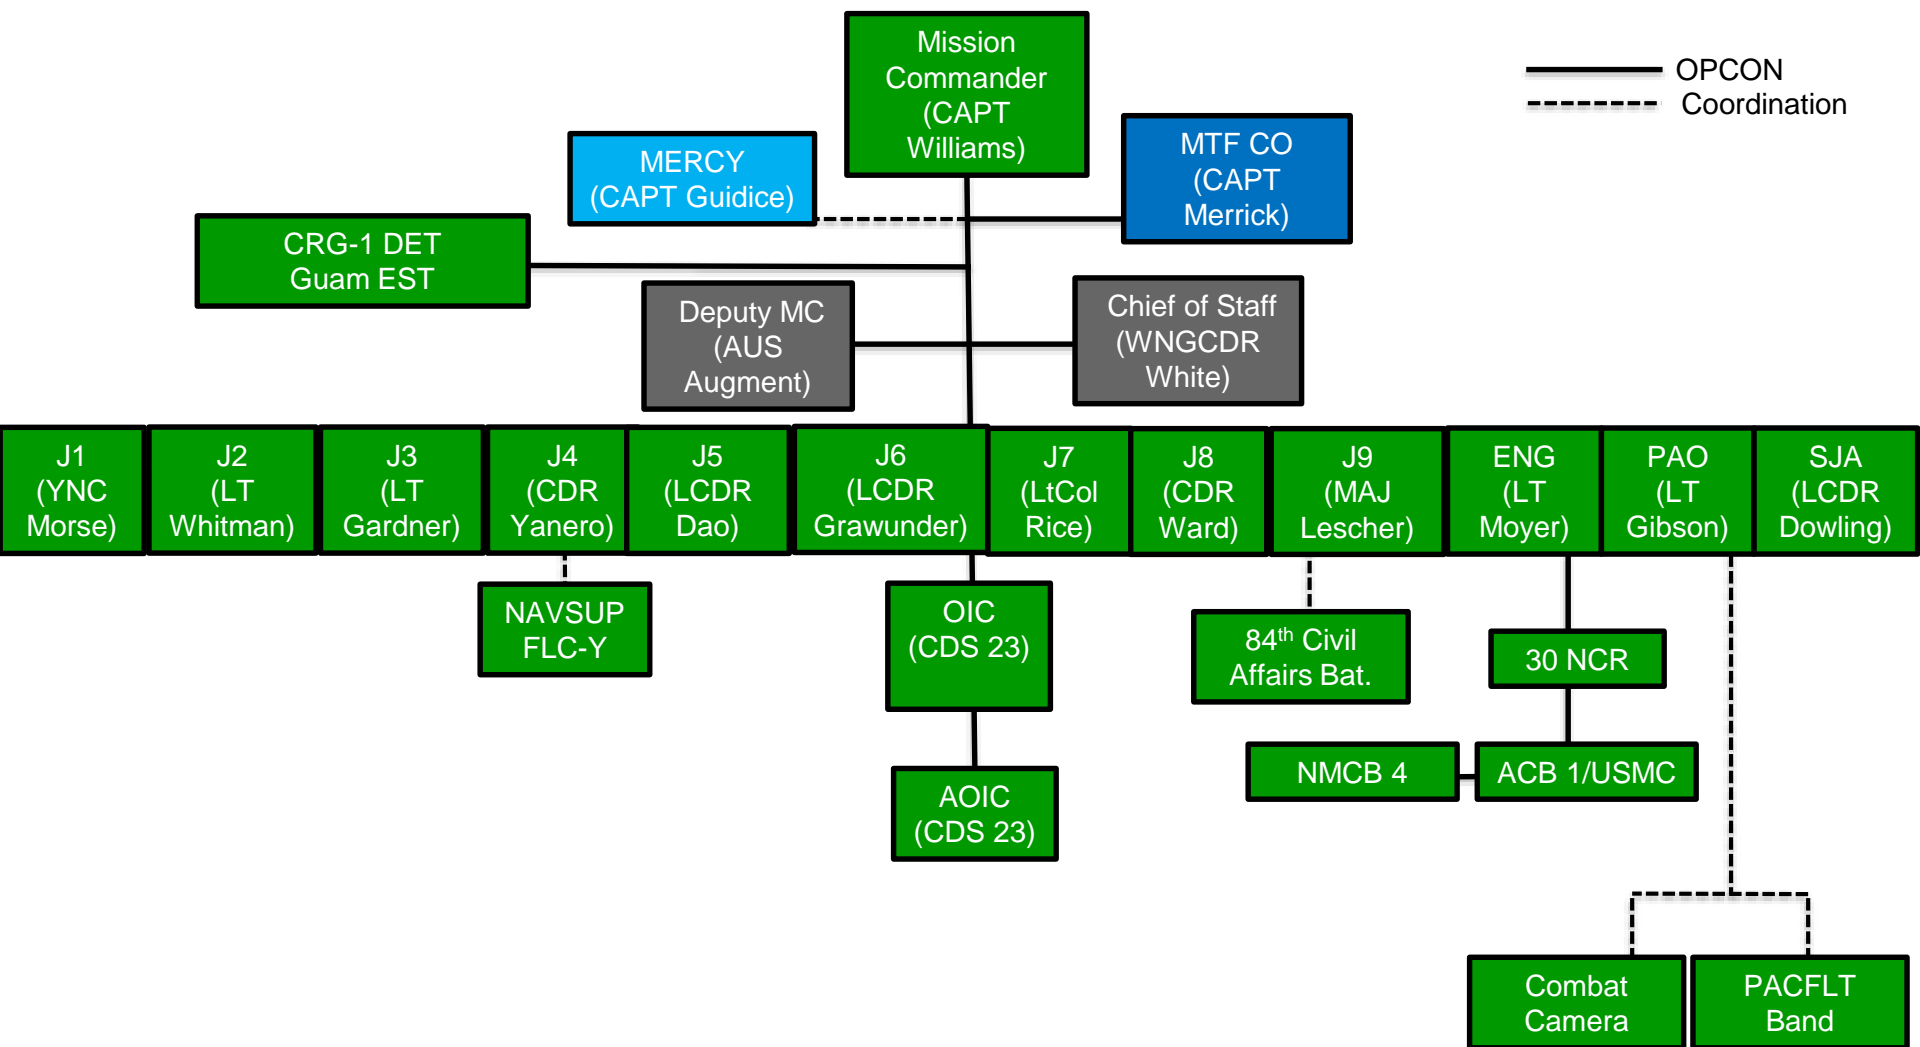 Mission
Commander
(CAPT
Williams)
OPCON
Coordination
MERCY
(CAPT Guidice)
MTF CO
(CAPT
Merrick)
CRG-1 DET
Guam EST
Deputy MC
(AUS
Augment)
Chief of Staff
(WNGCDR
White)
J1
(YNC
Morse)
J2
(LT
Whitman)
J3
(LT
Gardner)
J4
(CDR
Yanero)
J5
(LCDR
Dao)
J6
(LCDR
Grawunder)
J7
(LtCol
Rice)
J8
(CDR
Ward)
J9
(MAJ
Lescher)
ENG
(LT
Moyer)
PAO
(LT
Gibson)
SJA
(LCDR
Dowling)
NAVSUP
FLC-Y
OIC
(CDS 23)
84th Civil
Affairs Bat.
30 NCR
NMCB 4
ACB 1/USMC
AOIC
(CDS 23)
Combat
Camera
PACFLT
Band